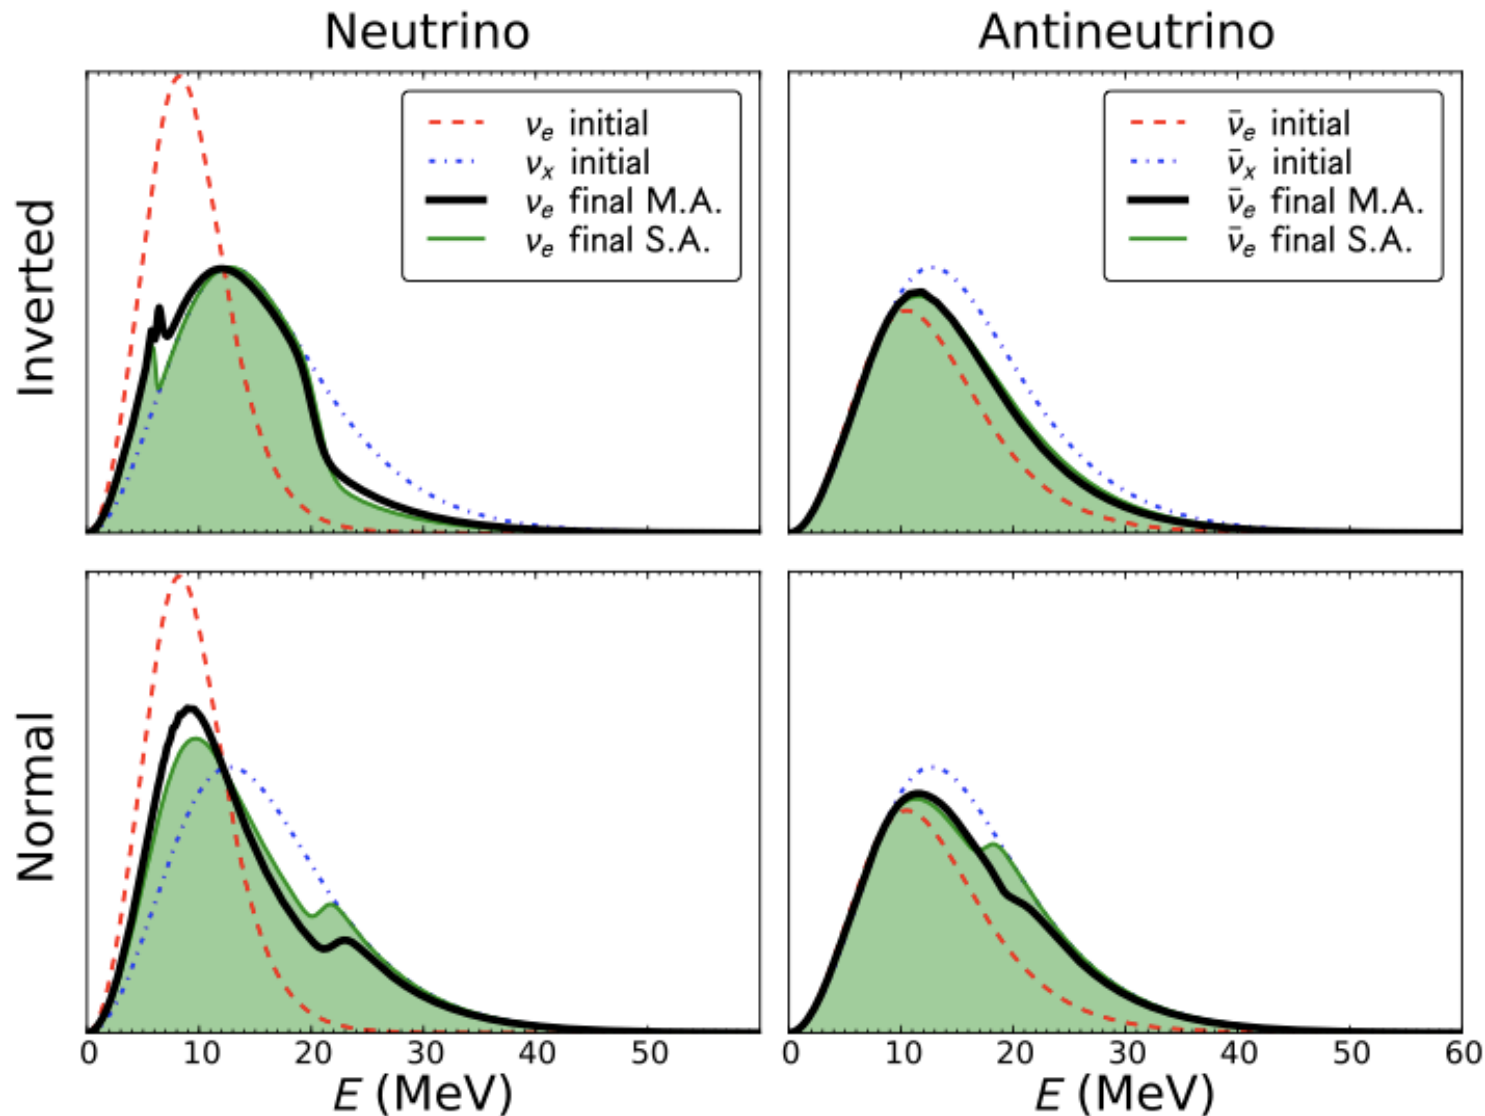 Neutrino
Antineutrino
Inverted
νe initial
νx initial
νe final M.A.
νe final S.A.
ν̄e initial
ν̄x initial
ν̄e final M.A.
ν̄e final S.A.
Normal
0 10 20 30 40 50
0 10 20 30 40 50 60
E (MeV)
E (MeV)